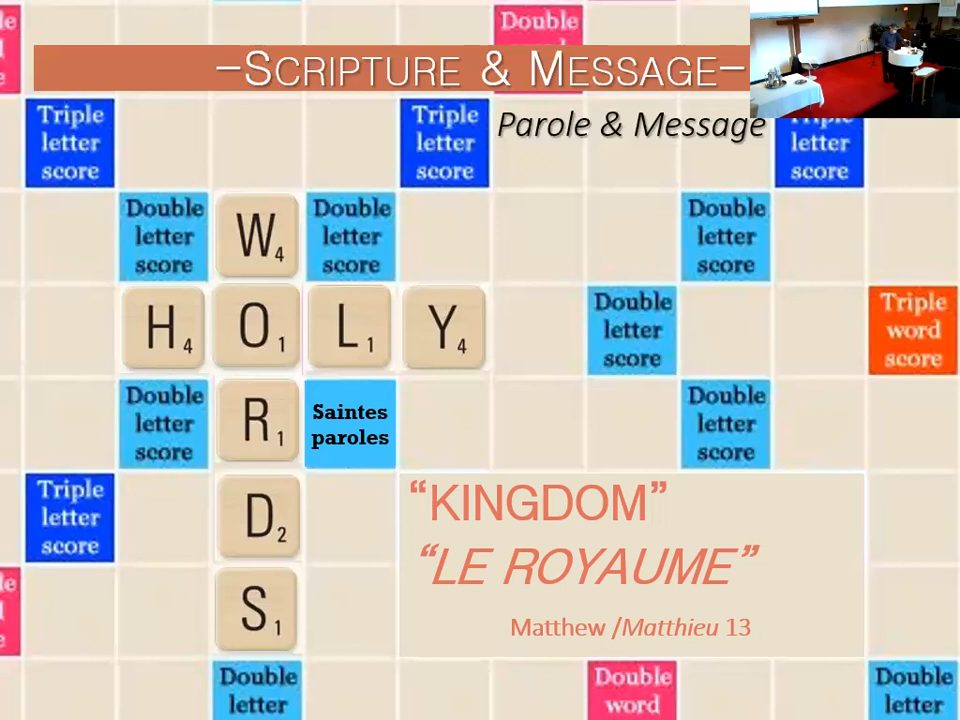 Double
–SCRIPTURE & MESSAGE–
Parole & Message
Triple
letter
score
Triple
letter
score
Triple
letter
score
Double
letter
score
W4
Double
letter
score
Double
letter
score
H4 O1 L1 Y4
Double
letter
score
Triple
word
score
Double
letter
score
R1
Saintes
paroles
Double
letter
score
Triple
letter
score
D2
"KINGDOM"
"LE ROYAUME"
S1
Matthew /Matthieu 13
Double
letter
Double
word
Double
letter